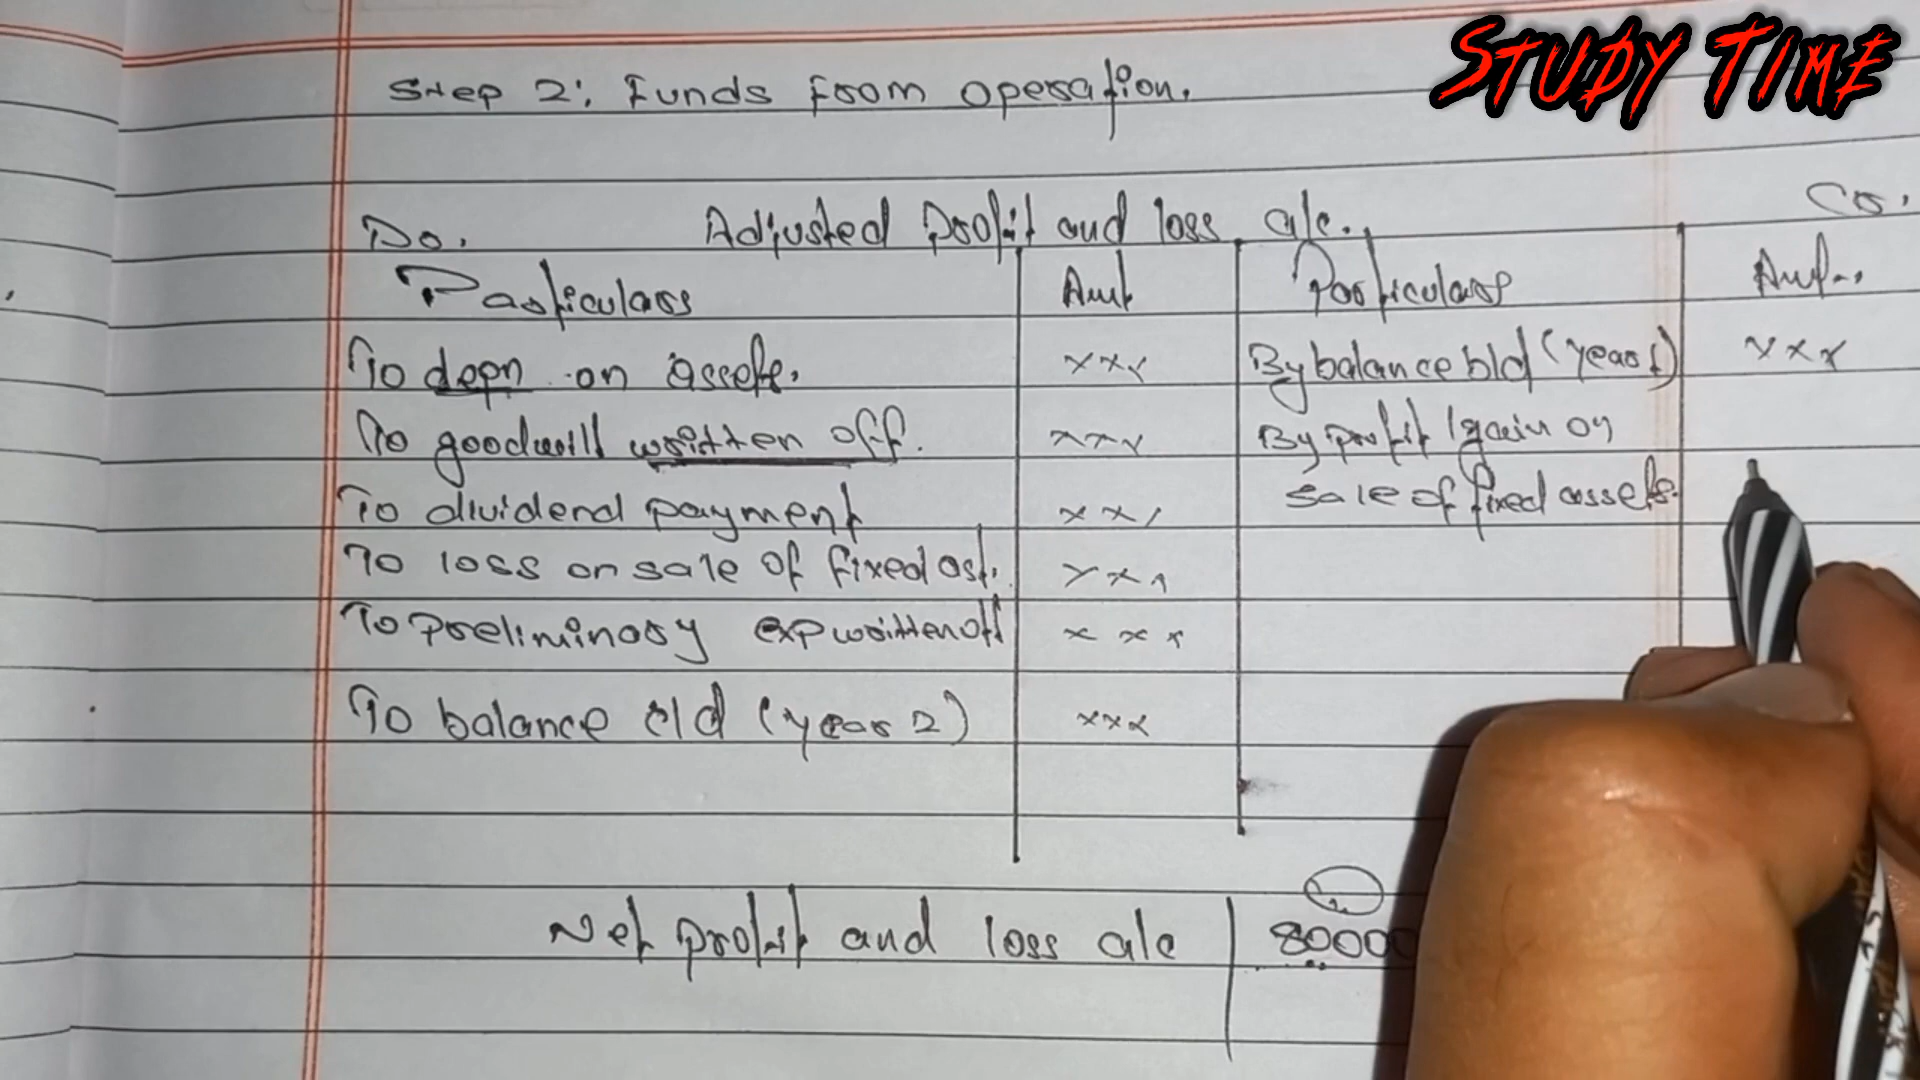 STUDY TIME
Step 2: Funds from operation.
Dr. Adjusted Profit and loss a/c. Cr.
Particulars Amt Particulars Amt..
To depn on assets. xxx By balance b/d (year 1) xxx
To goodwill written off. xxx By profit / gain on
To dividend payment xxx sale of fixed assets.
To loss on sale of fixed ast. xxx
To preliminary exp written off xxx
To balance c/d (year 2) xxx
Net profit and loss a/c 80000